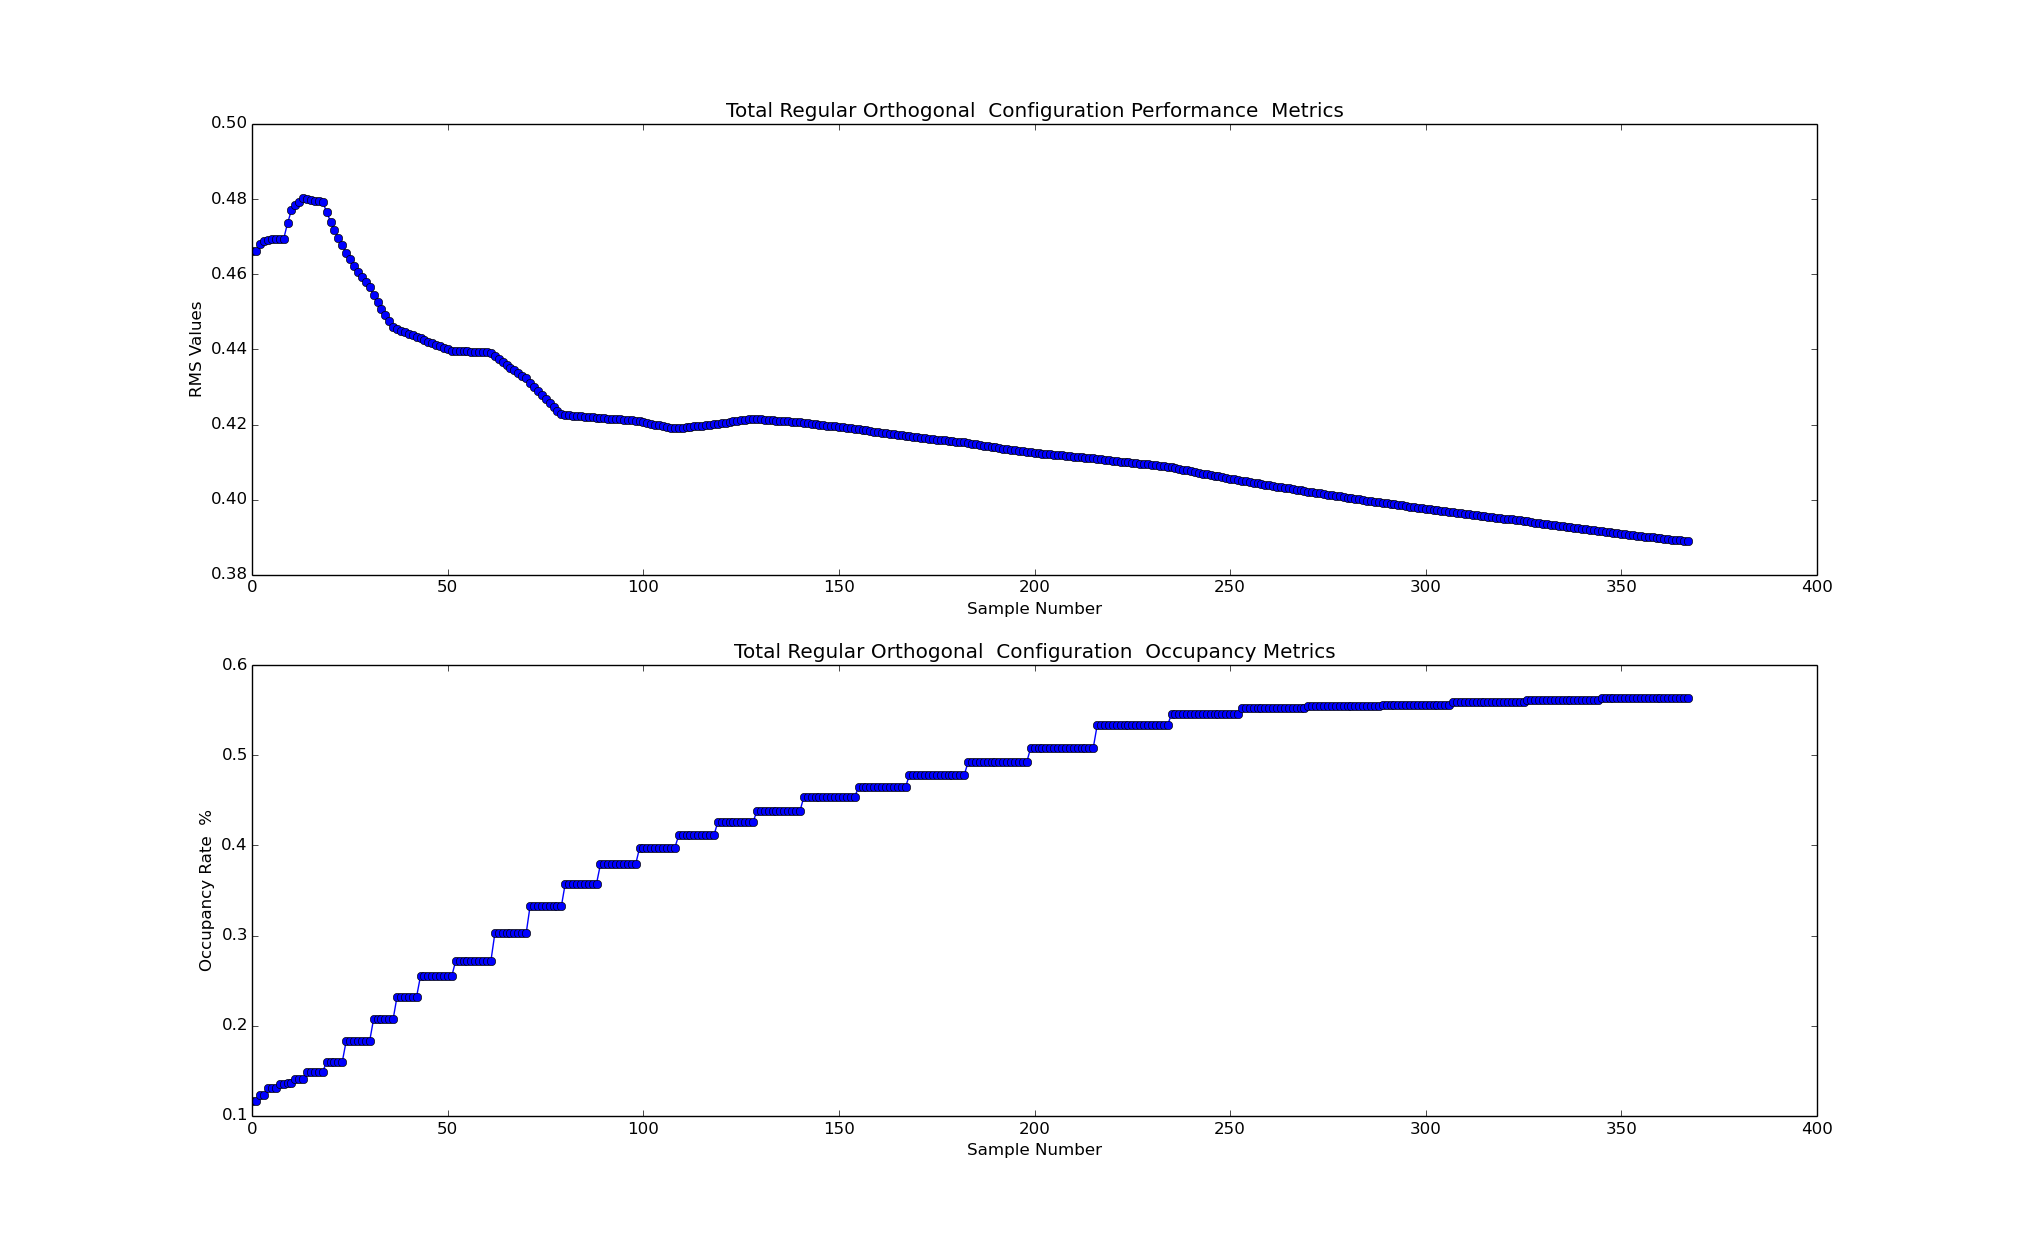 Total Regular Orthogonal  Configuration Performance  Metrics
0.50
0.48
0.46
0.44
0.42
0.40
0.38
RMS Values
0 50 100 150 200 250 300 350 400
Sample Number
Total Regular Orthogonal  Configuration  Occupancy Metrics
0.6
0.5
0.4
0.3
0.2
0.1
Occupancy Rate  %
0 50 100 150 200 250 300 350 400
Sample Number